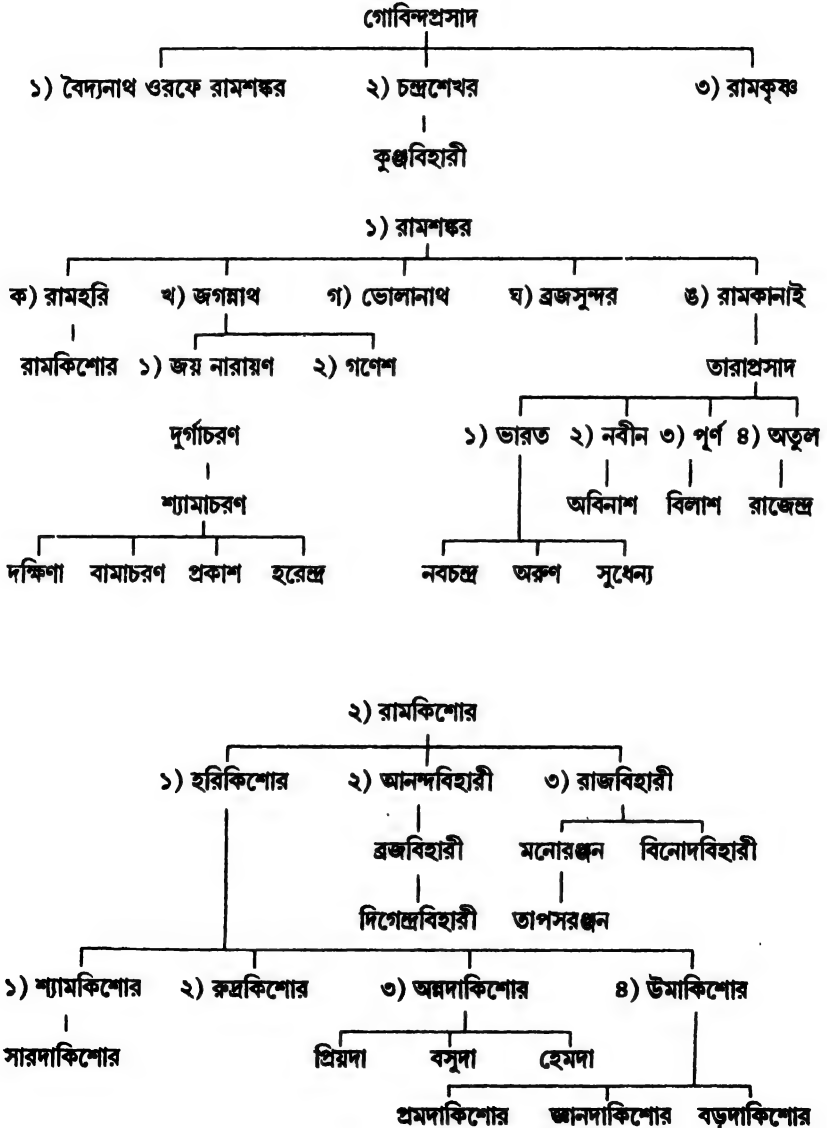 গোবিন্দপ্রসাদ
১) বৈদ্যনাথ ওরফে রামশঙ্কর ২) চন্দ্রশেখর ৩) রামকৃষ্ণ
কুঞ্জবিহারী
১) রামশঙ্কর
ক) রামহরি খ) জগন্নাথ গ) ভোলানাথ ঘ) ব্রজসুন্দর ঙ) রামকানাই
রামকিশোর ১) জয় নারায়ণ ২) গণেশ তারাপ্রসাদ
দুর্গাচরণ ১) ভারত ২) নবীন ৩) পূর্ণ ৪) অতুল
শ্যামাচরণ অবিনাশ বিলাশ রাজেন্দ্র
দক্ষিণা বামাচরণ প্রকাশ হরেন্দ্র নবচন্দ্র অরুণ সুধেন্য
২) রামকিশোর
১) হরিকিশোর ২) আনন্দবিহারী ৩) রাজবিহারী
ব্রজবিহারী মনোরঞ্জন বিনোদবিহারী
দিগেন্দ্রবিহারী তাপসরঞ্জন
১) শ্যামকিশোর ২) রুদ্রকিশোর ৩) অন্নদাকিশোর ৪) উমাকিশোর
সারদাকিশোর প্রিয়দা বসুদা হেমদা
প্রমদাকিশোর জ্ঞানদাকিশোর বড়দাকিশোর